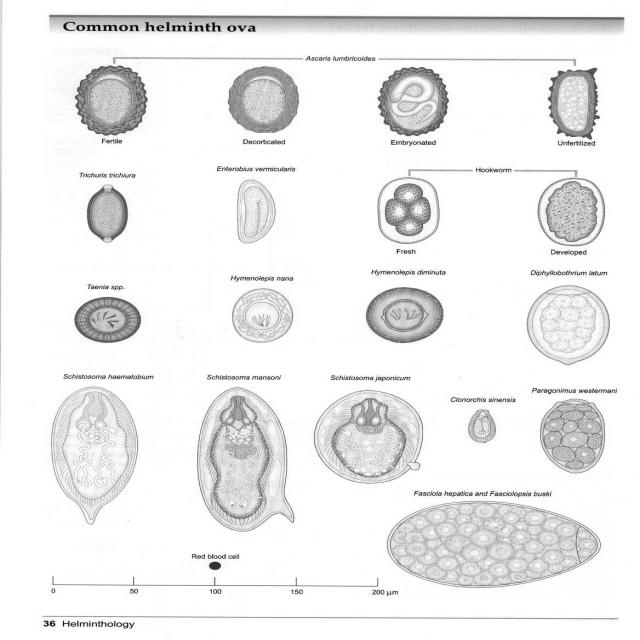 Common helminth ova
Ascaris lumbricoides
Fertile
Decorticated
Embryonated
Unfertilized
Trichuris trichiura
Enterobius vermicularis
Hookworm
Fresh
Developed
Taenia spp.
Hymenolepis nana
Hymenolepis diminuta
Diphyllobothrium latum
Schistosoma haematobium
Schistosoma mansoni
Schistosoma japonicum
Clonorchis sinensis
Paragonimus westermani
Fasciola hepatica and Fasciolopsis buski
Red blood cell
0 50 100 150 200 µm
36 Helminthology